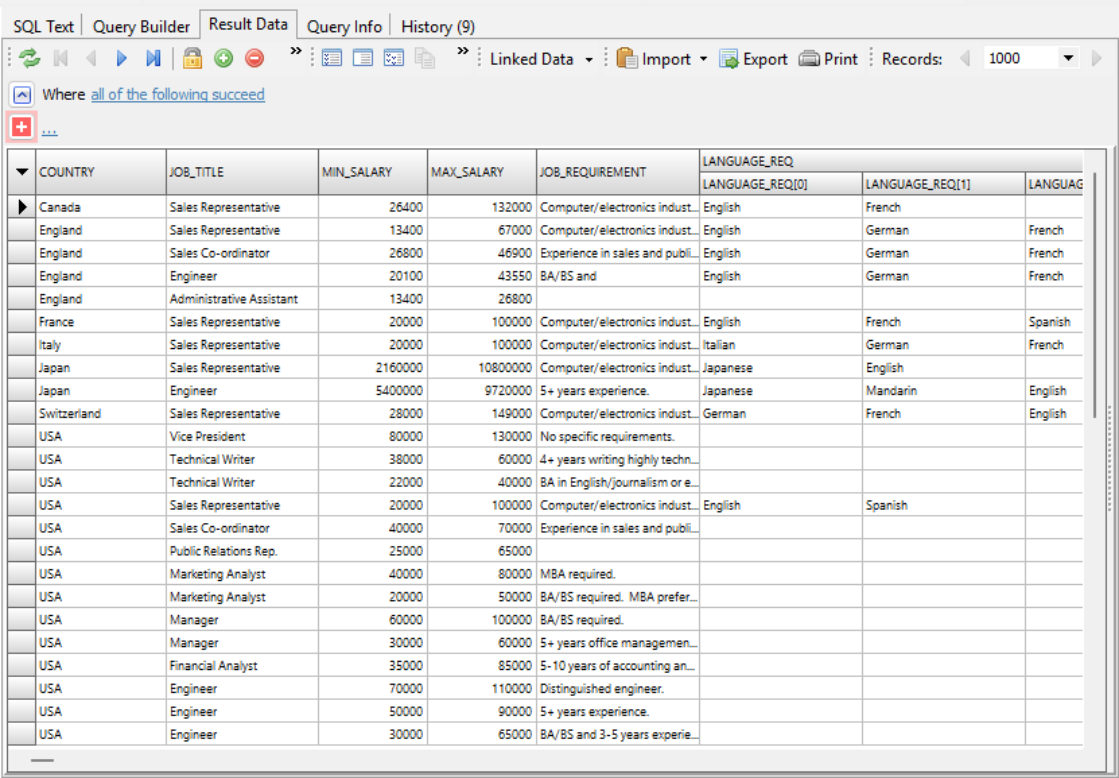 SQL Text Query Builder Result Data Query Info History (9)
Linked Data Import Export Print Records: 1000
Where all of the following succeed
...
COUNTRY JOB_TITLE MIN_SALARY MAX_SALARY JOB_REQUIREMENT LANGUAGE_REQ
LANGUAGE_REQ[0] LANGUAGE_REQ[1] LANGUAG
Canada Sales Representative 26400 132000 Computer/electronics indust... English French
England Sales Representative 13400 67000 Computer/electronics indust... English German French
England Sales Co-ordinator 26800 46900 Experience in sales and publi... English German French
England Engineer 20100 43550 BA/BS and English German French
England Administrative Assistant 13400 26800
France Sales Representative 20000 100000 Computer/electronics indust... English French Spanish
Italy Sales Representative 20000 100000 Computer/electronics indust... Italian German French
Japan Sales Representative 2160000 10800000 Computer/electronics indust... Japanese English
Japan Engineer 5400000 9720000 5+ years experience. Japanese Mandarin English
Switzerland Sales Representative 28000 149000 Computer/electronics indust... German French English
USA Vice President 80000 130000 No specific requirements.
USA Technical Writer 38000 60000 4+ years writing highly techn...
USA Technical Writer 22000 40000 BA in English/journalism or e...
USA Sales Representative 20000 100000 Computer/electronics indust... English Spanish
USA Sales Co-ordinator 40000 70000 Experience in sales and publi...
USA Public Relations Rep. 25000 65000
USA Marketing Analyst 40000 80000 MBA required.
USA Marketing Analyst 20000 50000 BA/BS required. MBA prefer...
USA Manager 60000 100000 BA/BS required.
USA Manager 30000 60000 5+ years office managemen...
USA Financial Analyst 35000 85000 5-10 years of accounting an...
USA Engineer 70000 110000 Distinguished engineer.
USA Engineer 50000 90000 5+ years experience.
USA Engineer 30000 65000 BA/BS and 3-5 years experie...